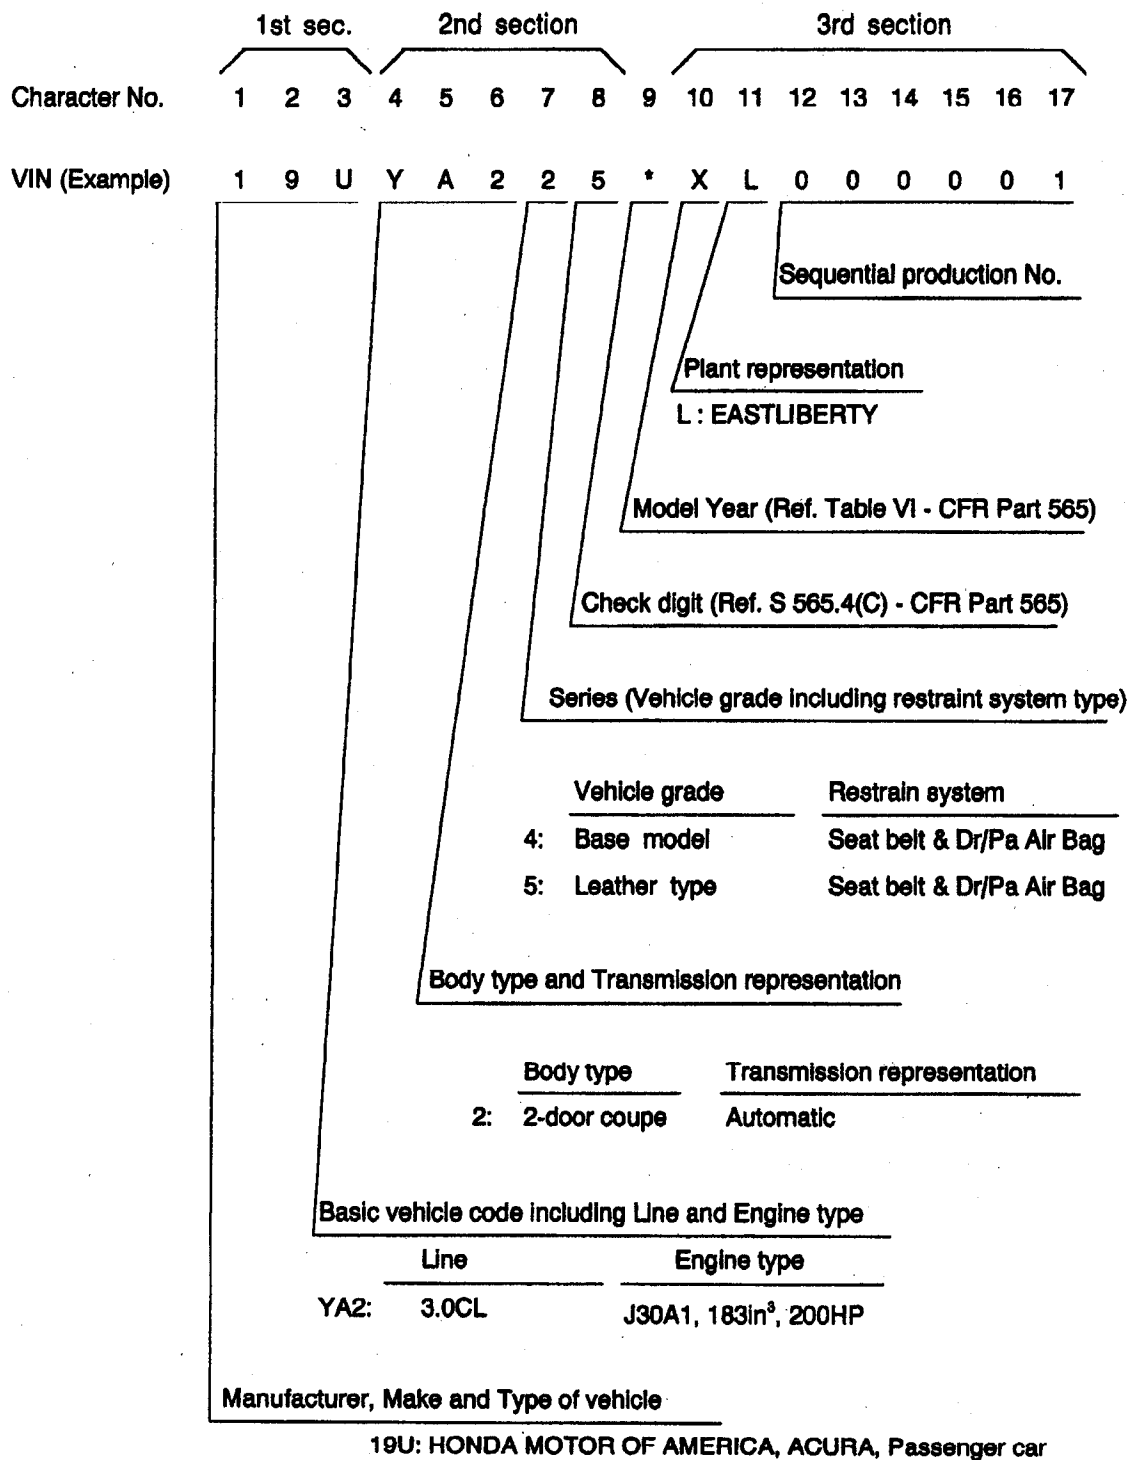 1st sec. 2nd section 3rd section
Character No. 1 2 3 4 5 6 7 8 9 10 11 12 13 14 15 16 17
VIN (Example) 1 9 U Y A 2 2 5 * X L 0 0 0 0 0 1
Sequential production No.
Plant representation
L : EASTLIBERTY
Model Year (Ref. Table VI - CFR Part 565)
Check digit (Ref. S 565.4(C) - CFR Part 565)
Series (Vehicle grade including restraint system type)
Vehicle grade Restrain system
4: Base model Seat belt & Dr/Pa Air Bag
5: Leather type Seat belt & Dr/Pa Air Bag
Body type and Transmission representation
Body type Transmission representation
2: 2-door coupe Automatic
Basic vehicle code including Line and Engine type
Line Engine type
YA2: 3.0CL J30A1, 183in³, 200HP
Manufacturer, Make and Type of vehicle
19U: HONDA MOTOR OF AMERICA, ACURA, Passenger car